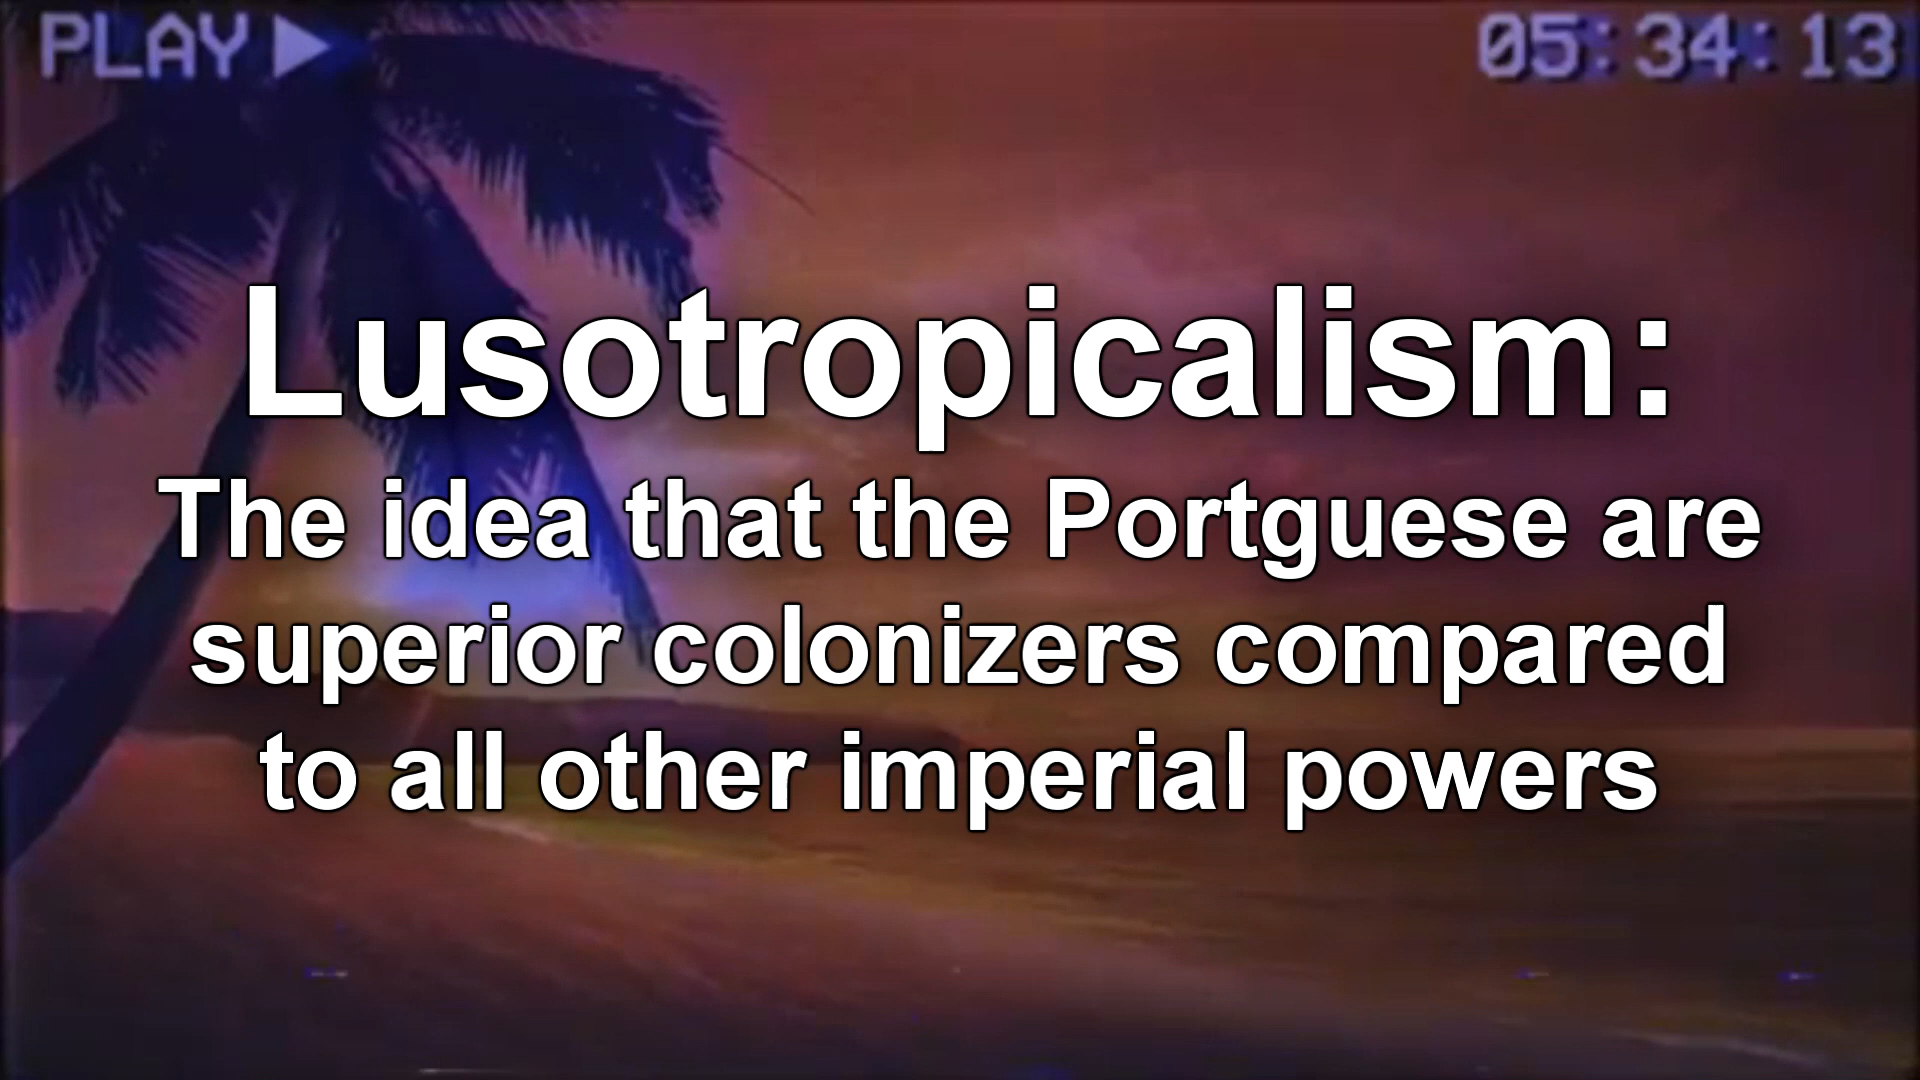 PLAY ▶ 05:34:13
Lusotropicalism:
The idea that the Portguese are
superior colonizers compared
to all other imperial powers